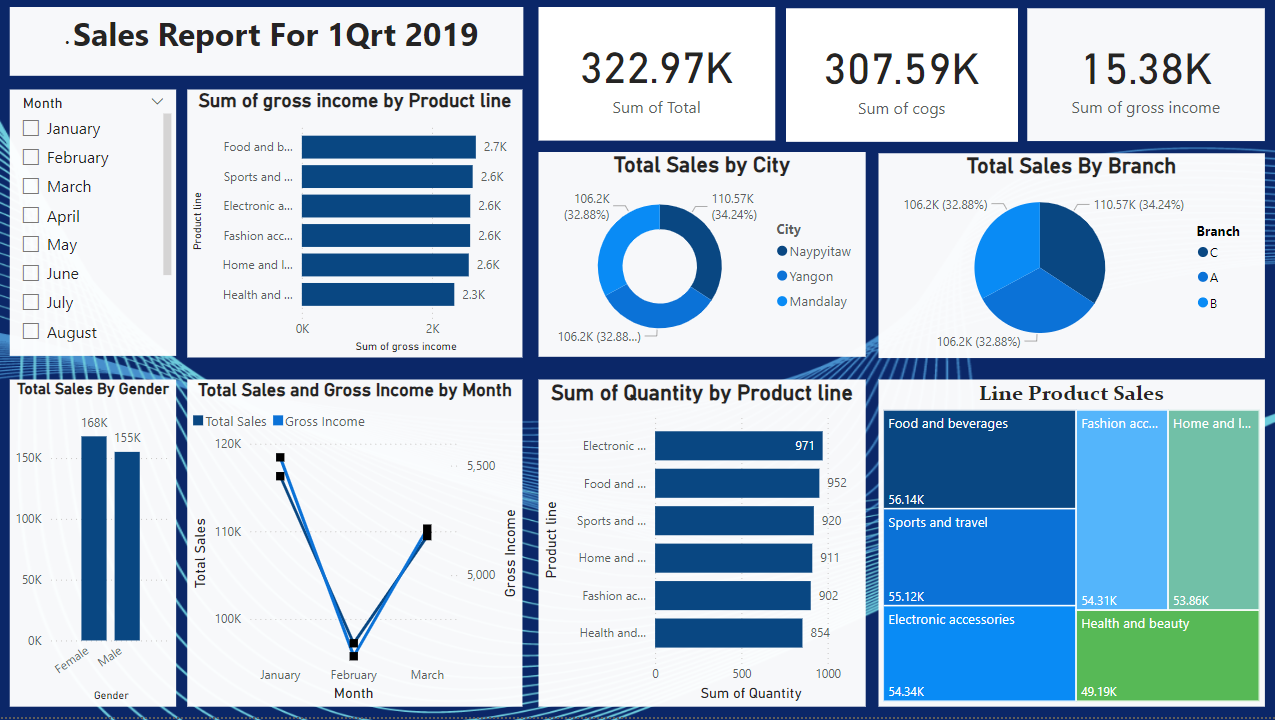 . Sales Report For 1Qrt 2019
322.97K
Sum of Total
307.59K
Sum of cogs
15.38K
Sum of gross income
Month
January
February
March
April
May
June
July
August
Sum of gross income by Product line
Product line
Food and b... 2.7K
Sports and ... 2.6K
Electronic a... 2.6K
Fashion acc... 2.6K
Home and l... 2.6K
Health and ... 2.3K
0K 2K
Sum of gross income
Total Sales by City
106.2K
(32.88%)
110.57K
(34.24%)
106.2K (32.88...)
City
Naypyitaw
Yangon
Mandalay
Total Sales By Branch
106.2K (32.88%)
110.57K (34.24%)
106.2K (32.88%)
Branch
C
A
B
Total Sales By Gender
168K
155K
150K
100K
50K
0K
Female Male
Gender
Total Sales and Gross Income by Month
Total Sales Gross Income
Total Sales
120K
110K
100K
5,500
5,000
Gross Income
January February March
Month
Sum of Quantity by Product line
Product line
Electronic ... 971
Food and ... 952
Sports and ... 920
Home and ... 911
Fashion ac... 902
Health and... 854
0 500 1000
Sum of Quantity
Line Product Sales
Food and beverages
56.14K
Sports and travel
55.12K
Electronic accessories
54.34K
Fashion acc...
54.31K
Home and l...
53.86K
Health and beauty
49.19K